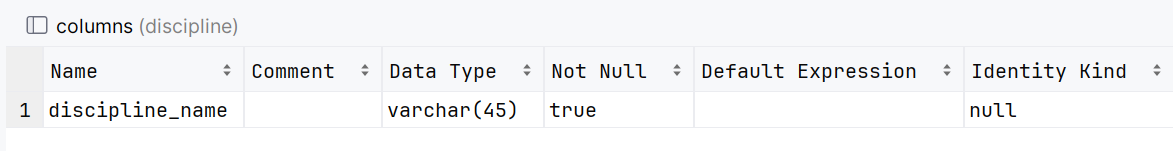 columns (discipline)
Name Comment Data Type Not Null Default Expression Identity Kind
1 discipline_name varchar(45) true null